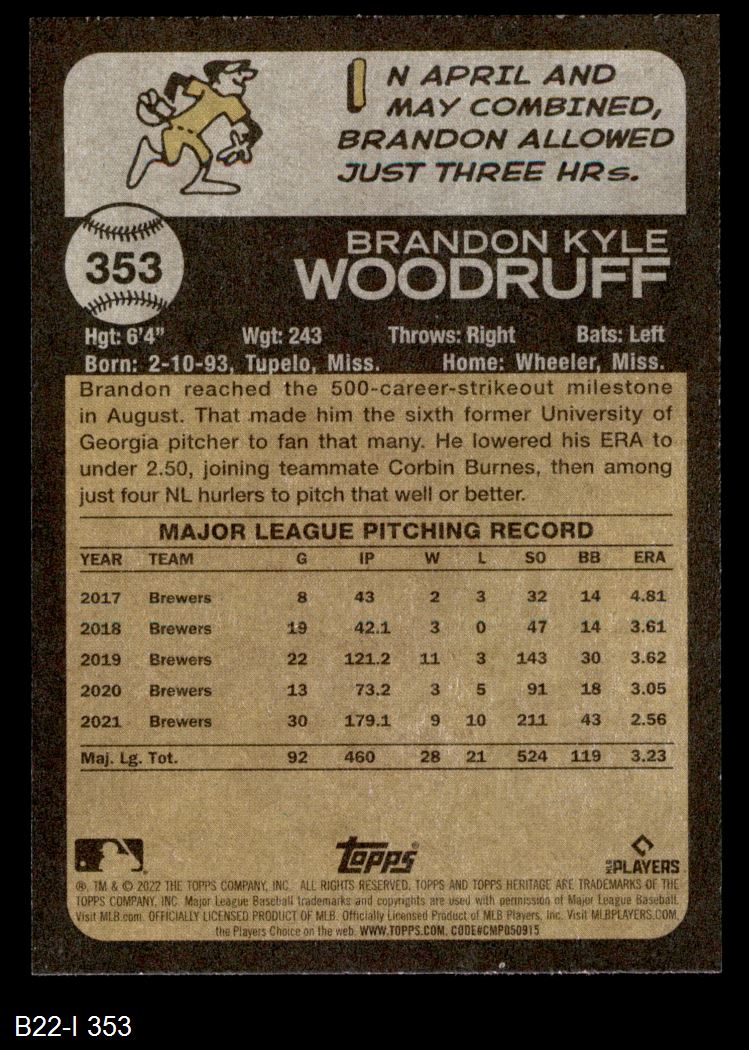 IN APRIL AND
MAY COMBINED,
BRANDON ALLOWED
JUST THREE HRs.
353
BRANDON KYLE
WOODRUFF
Hgt: 6'4" Wgt: 243 Throws: Right Bats: Left
Born: 2-10-93, Tupelo, Miss. Home: Wheeler, Miss.
Brandon reached the 500-career-strikeout milestone
in August. That made him the sixth former University of
Georgia pitcher to fan that many. He lowered his ERA to
under 2.50, joining teammate Corbin Burnes, then among
just four NL hurlers to pitch that well or better.
MAJOR LEAGUE PITCHING RECORD
YEAR TEAM G IP W L SO BB ERA
2017 Brewers 8 43 2 3 32 14 4.81
2018 Brewers 19 42.1 3 0 47 14 3.61
2019 Brewers 22 121.2 11 3 143 30 3.62
2020 Brewers 13 73.2 3 5 91 18 3.05
2021 Brewers 30 179.1 9 10 211 43 2.56
Maj. Lg. Tot. 92 460 28 21 524 119 3.23
topps®
MLB PLAYERS
®, TM & © 2022 THE TOPPS COMPANY, INC. ALL RIGHTS RESERVED. TOPPS AND TOPPS HERITAGE ARE TRADEMARKS OF THE
TOPPS COMPANY, INC. Major League Baseball trademarks and copyrights are used with permission of Major League Baseball.
Visit MLB.com. OFFICIALLY LICENSED PRODUCT OF MLB. Officially Licensed Product of MLB Players, Inc. Visit MLBPLAYERS.COM,
the Players Choice on the web. WWW.TOPPS.COM. CODE#CMP050915
B22-I 353